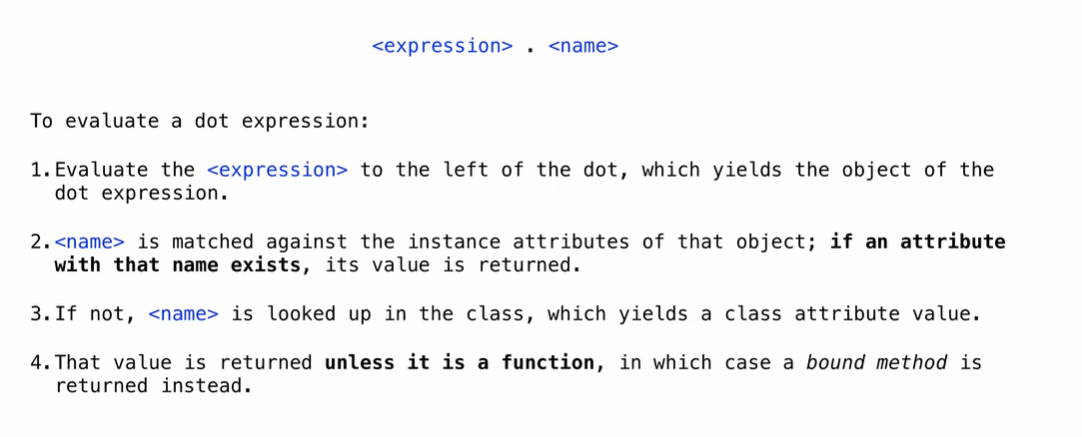 <expression> . <name>
To evaluate a dot expression:
1. Evaluate the <expression> to the left of the dot, which yields the object of the
dot expression.
2. <name> is matched against the instance attributes of that object; if an attribute
with that name exists, its value is returned.
3. If not, <name> is looked up in the class, which yields a class attribute value.
4. That value is returned unless it is a function, in which case a bound method is
returned instead.